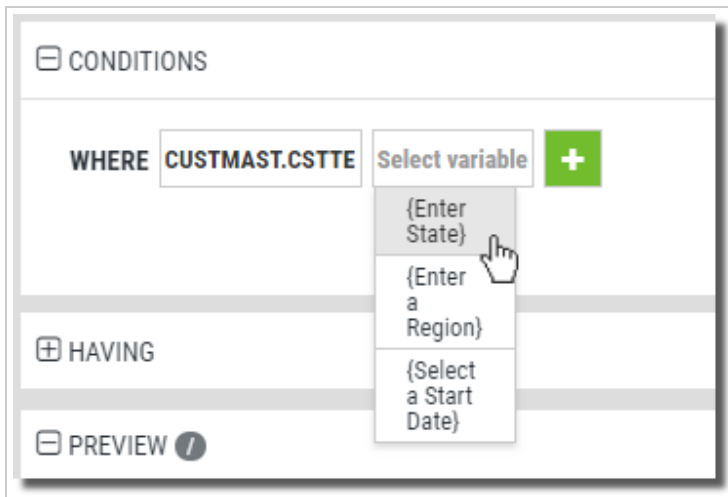 CONDITIONS
WHERE CUSTMAST.CSTTE Select variable +
{Enter
State}
{Enter
a
Region}
{Select
a Start
Date}
HAVING
PREVIEW